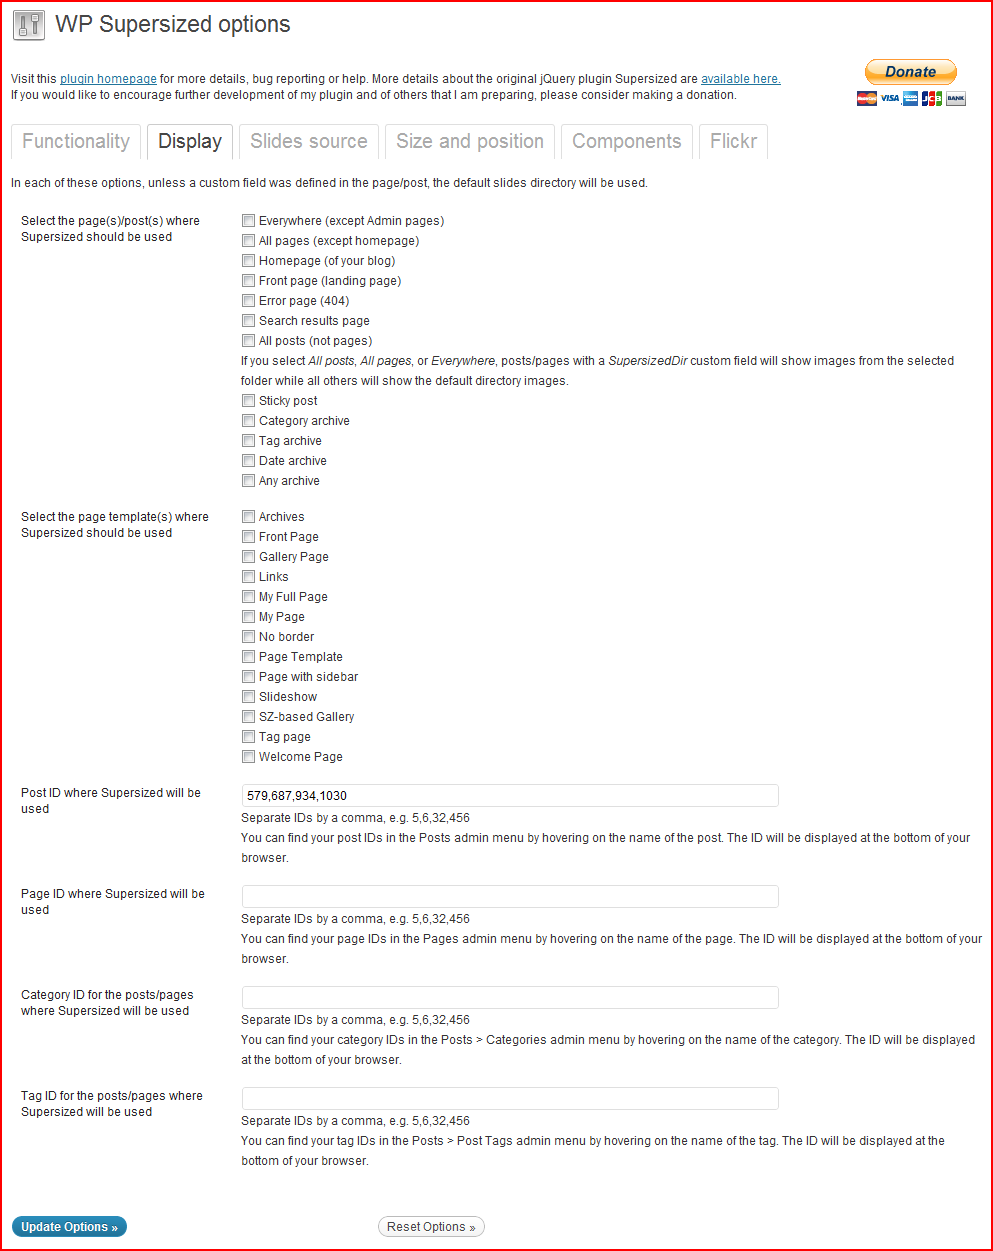 WP Supersized options
Visit this plugin homepage for more details, bug reporting or help. More details about the original jQuery plugin Supersized are available here.
If you would like to encourage further development of my plugin and of others that I am preparing, please consider making a donation.
Donate
VISA
BANK
Functionality
Display
Slides source
Size and position
Components
Flickr
In each of these options, unless a custom field was defined in the page/post, the default slides directory will be used.
Select the page(s)/post(s) where
Supersized should be used
Everywhere (except Admin pages)
All pages (except homepage)
Homepage (of your blog)
Front page (landing page)
Error page (404)
Search results page
All posts (not pages)
If you select All posts, All pages, or Everywhere, posts/pages with a SupersizedDir custom field will show images from the selected
folder while all others will show the default directory images.
Sticky post
Category archive
Tag archive
Date archive
Any archive
Select the page template(s) where
Supersized should be used
Archives
Front Page
Gallery Page
Links
My Full Page
My Page
No border
Page Template
Page with sidebar
Slideshow
SZ-based Gallery
Tag page
Welcome Page
Post ID where Supersized will be
used
579,687,934,1030
Separate IDs by a comma, e.g. 5,6,32,456
You can find your post IDs in the Posts admin menu by hovering on the name of the post. The ID will be displayed at the bottom of your
browser.
Page ID where Supersized will be
used
Separate IDs by a comma, e.g. 5,6,32,456
You can find your page IDs in the Pages admin menu by hovering on the name of the page. The ID will be displayed at the bottom of your
browser.
Category ID for the posts/pages
where Supersized will be used
Separate IDs by a comma, e.g. 5,6,32,456
You can find your category IDs in the Posts > Categories admin menu by hovering on the name of the category. The ID will be displayed
at the bottom of your browser.
Tag ID for the posts/pages where
Supersized will be used
Separate IDs by a comma, e.g. 5,6,32,456
You can find your tag IDs in the Posts > Post Tags admin menu by hovering on the name of the tag. The ID will be displayed at the
bottom of your browser.
Update Options »
Reset Options »